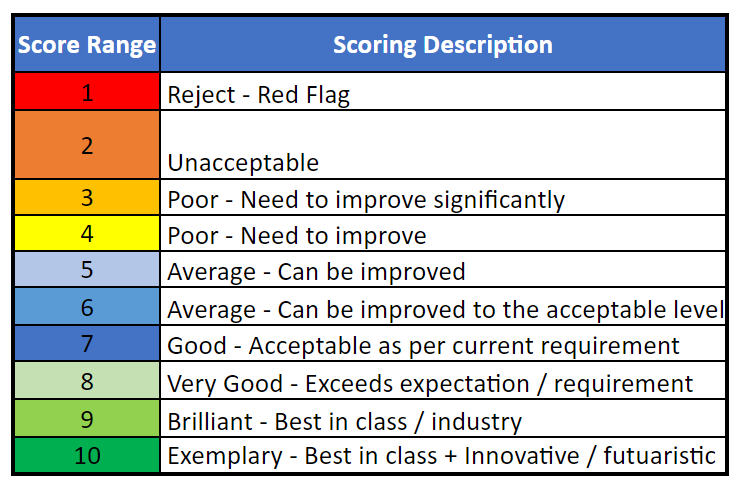 Score Range Scoring Description
1 Reject - Red Flag
2 Unacceptable
3 Poor - Need to improve significantly
4 Poor - Need to improve
5 Average - Can be improved
6 Average - Can be improved to the acceptable level
7 Good - Acceptable as per current requirement
8 Very Good - Exceeds expectation / requirement
9 Brilliant - Best in class / industry
10 Exemplary - Best in class + Innovative / futuaristic